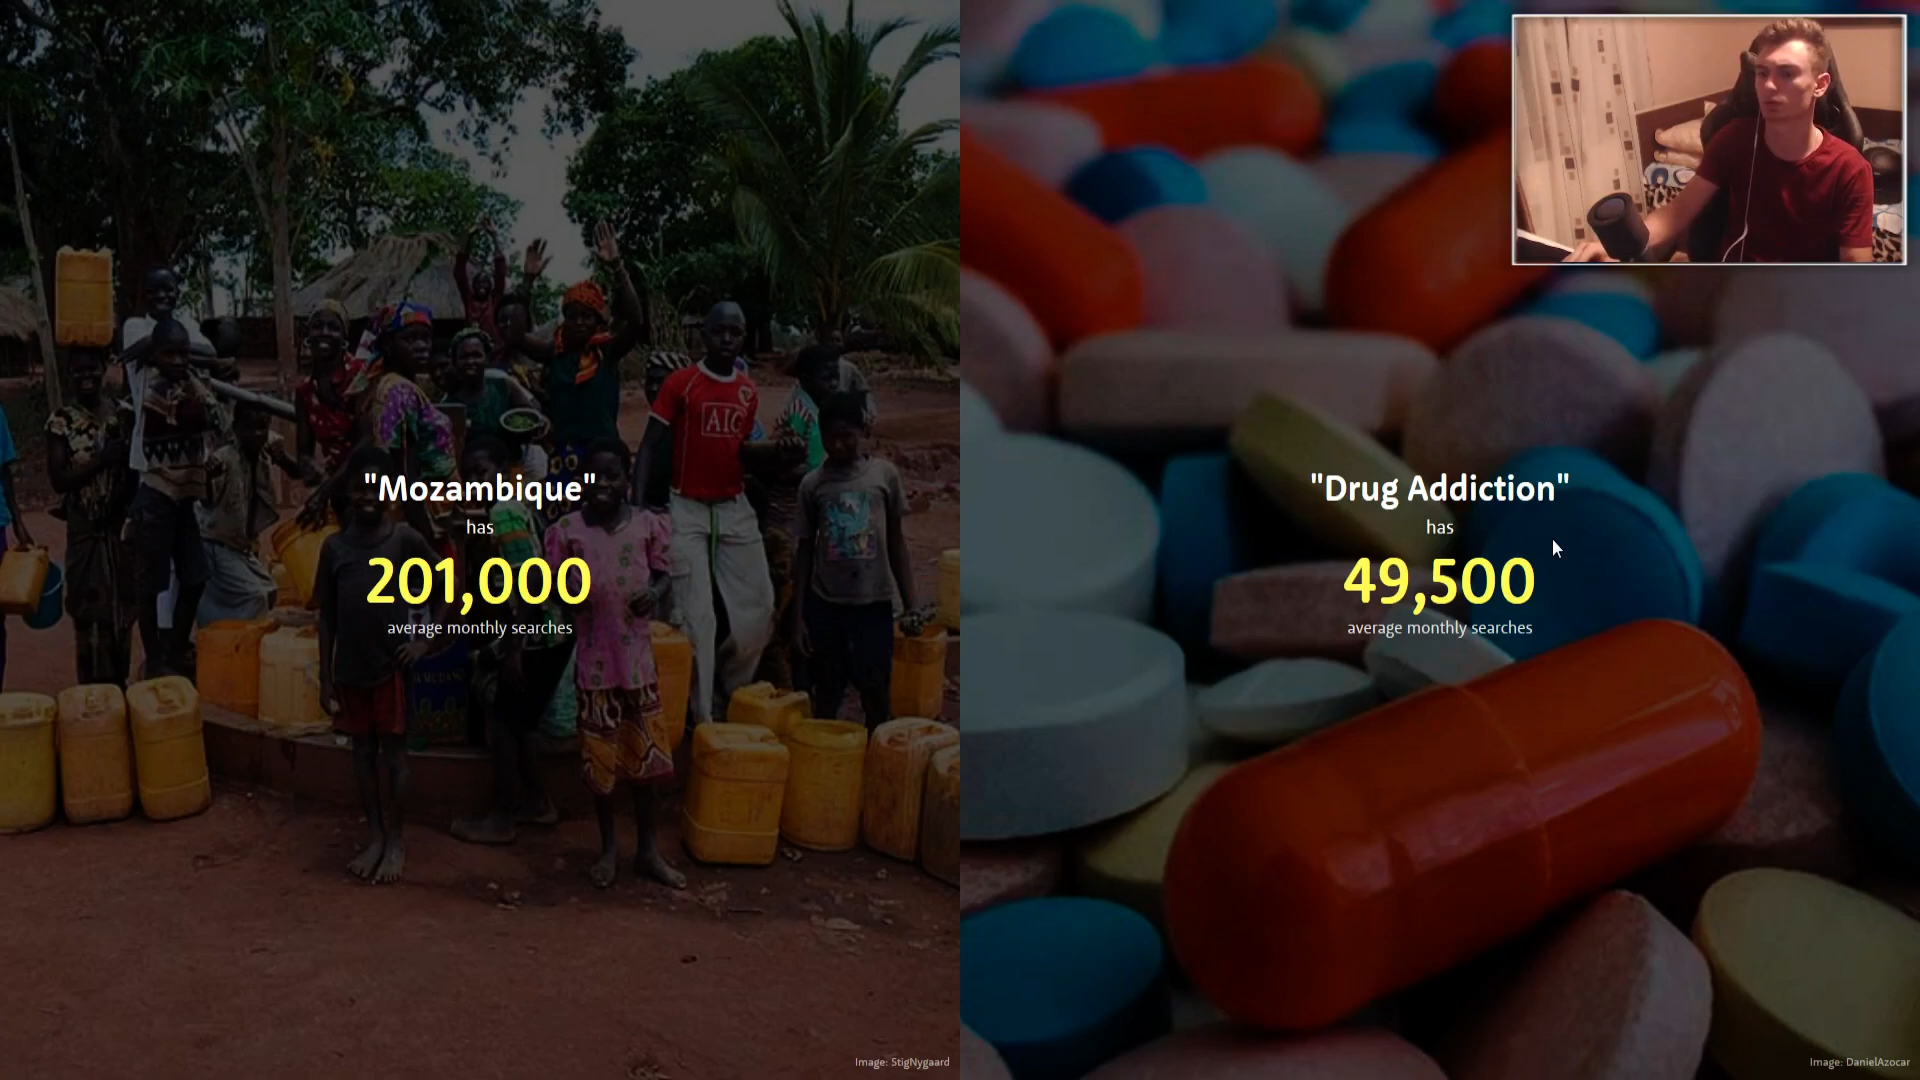 "Mozambique"
has
201,000
average monthly searches
AIG
Image: StigNygaard
"Drug Addiction"
has
49,500
average monthly searches
Image: DanielAzocar